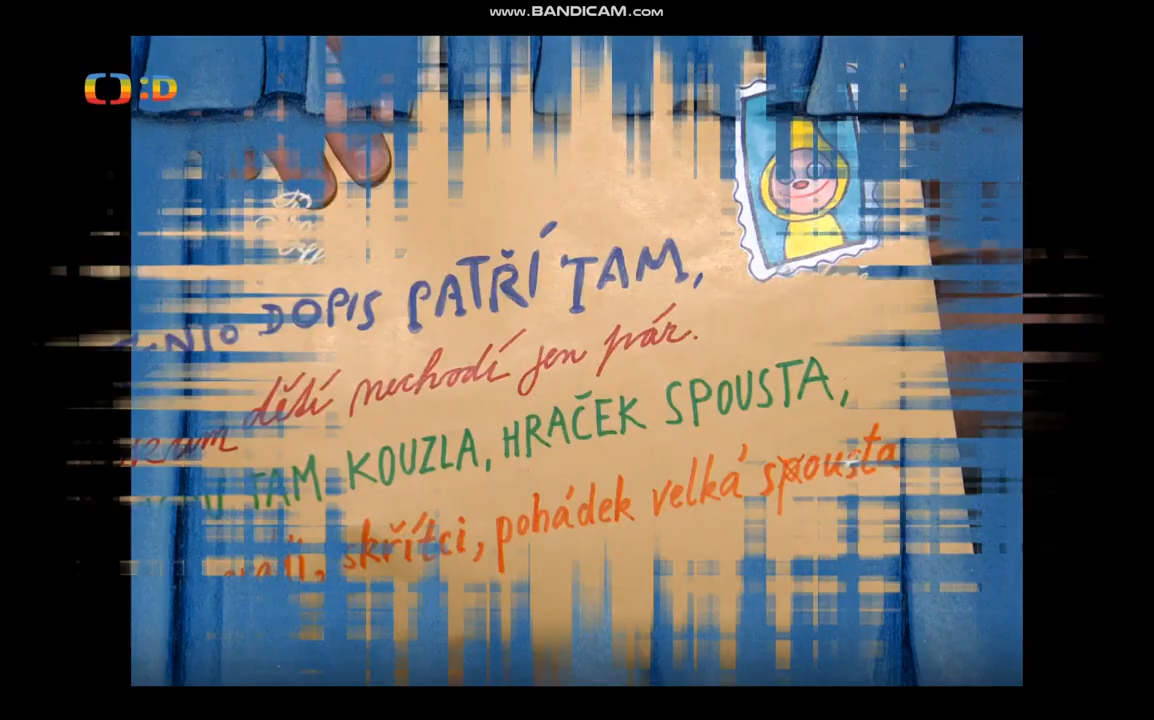 www.BANDICAM.com
:D
DOPIS PATŘÍ TAM,
dětí nechodí jen pár.
TAM KOUZLA, HRAČEK SPOUSTA,
skřítci, pohádek velká spousta